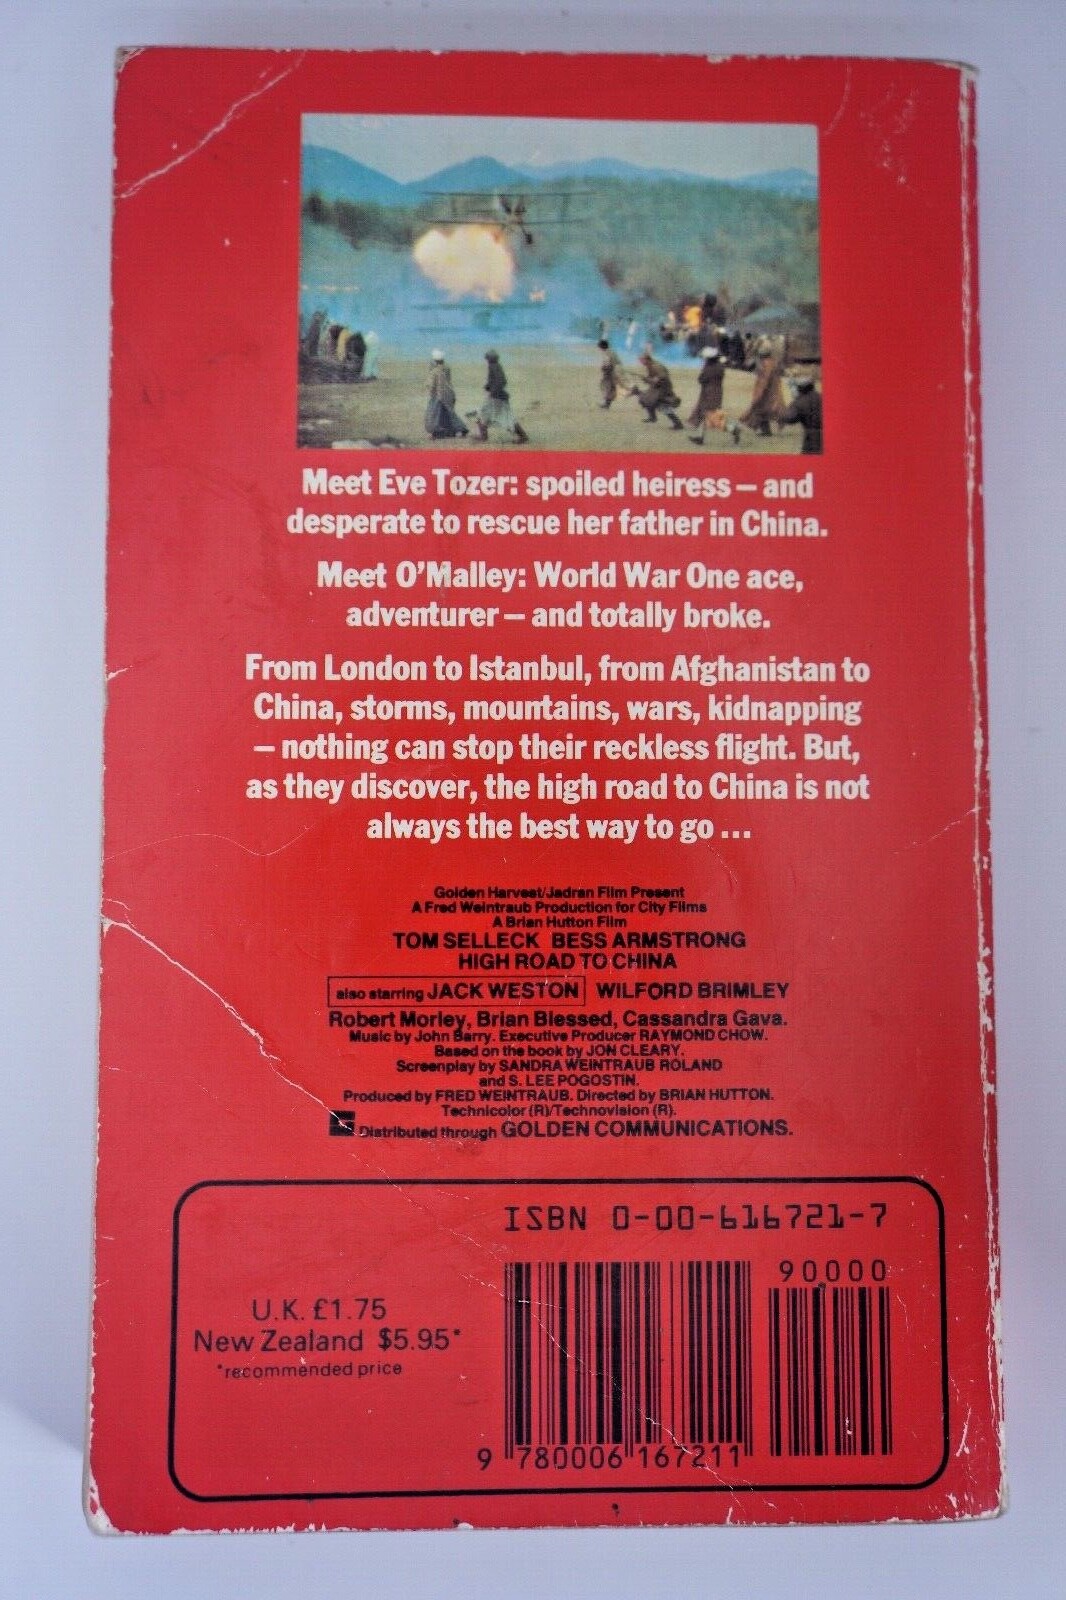 Meet Eve Tozer: spoiled heiress – and
desperate to rescue her father in China.
Meet O'Malley: World War One ace,
adventurer – and totally broke.
From London to Istanbul, from Afghanistan to
China, storms, mountains, wars, kidnapping
– nothing can stop their reckless flight. But,
as they discover, the high road to China is not
always the best way to go ...
Golden Harvest/Jadran Film Present
A Fred Weintraub Production for City Films
A Brian Hutton Film
TOM SELLECK BESS ARMSTRONG
HIGH ROAD TO CHINA
also starring JACK WESTON WILFORD BRIMLEY
Robert Morley, Brian Blessed, Cassandra Gava.
Music by John Barry. Executive Producer RAYMOND CHOW.
Based on the book by JON CLEARY.
Screenplay by SANDRA WEINTRAUB ROLAND
and S. LEE POGOSTIN.
Produced by FRED WEINTRAUB. Directed by BRIAN HUTTON.
Technicolor (R)/Technovision (R).
Distributed through GOLDEN COMMUNICATIONS.
ISBN 0-00-616721-7
90000
U.K. £1.75
New Zealand $5.95*
*recommended price
9 780006 167211